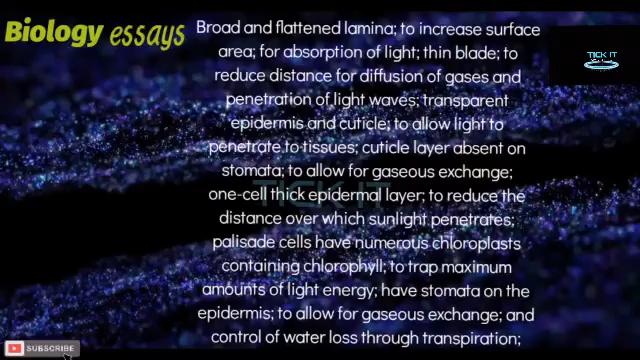 Biology essays
Broad and flattened lamina; to increase surface
area; for absorption of light; thin blade; to
reduce distance for diffusion of gases and
penetration of light waves; transparent
epidermis and cuticle; to allow light to
penetrate to tissues; cuticle layer absent on
stomata; to allow for gaseous exchange;
one-cell thick epidermal layer; to reduce the
distance over which sunlight penetrates;
palisade cells have numerous chloroplasts
containing chlorophyll; to trap maximum
amounts of light energy; have stomata on the
epidermis; to allow for gaseous exchange; and
control of water loss through transpiration;
TICK IT
TICK IT
SUBSCRIBE